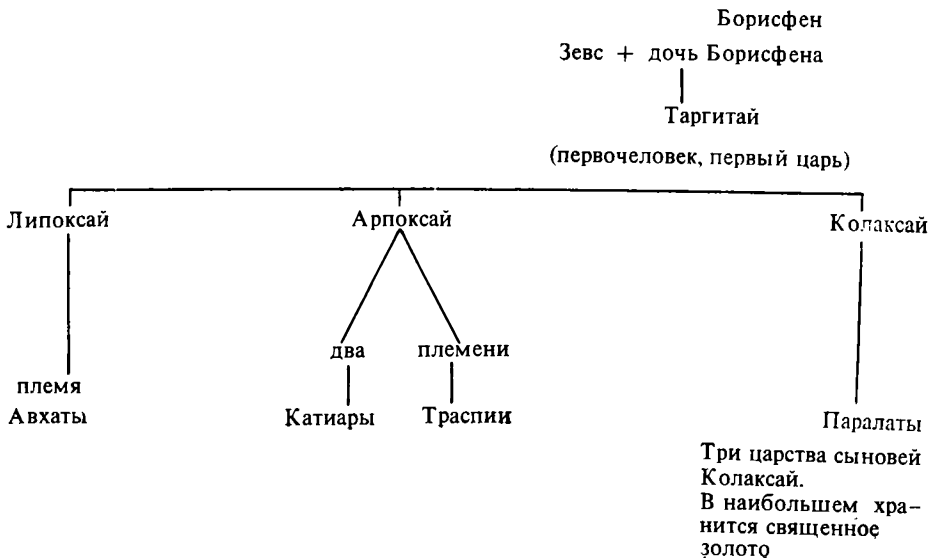 Борисфен
Зевс + дочь Борисфена
Таргитай
(первочеловек, первый царь)
Липоксай Арпоксай Колаксай
два племени
племя
Авхаты Катиары Траспии Паралаты
Три царства сыновей
Колаксай.
В наибольшем хра-
нится священное
золото